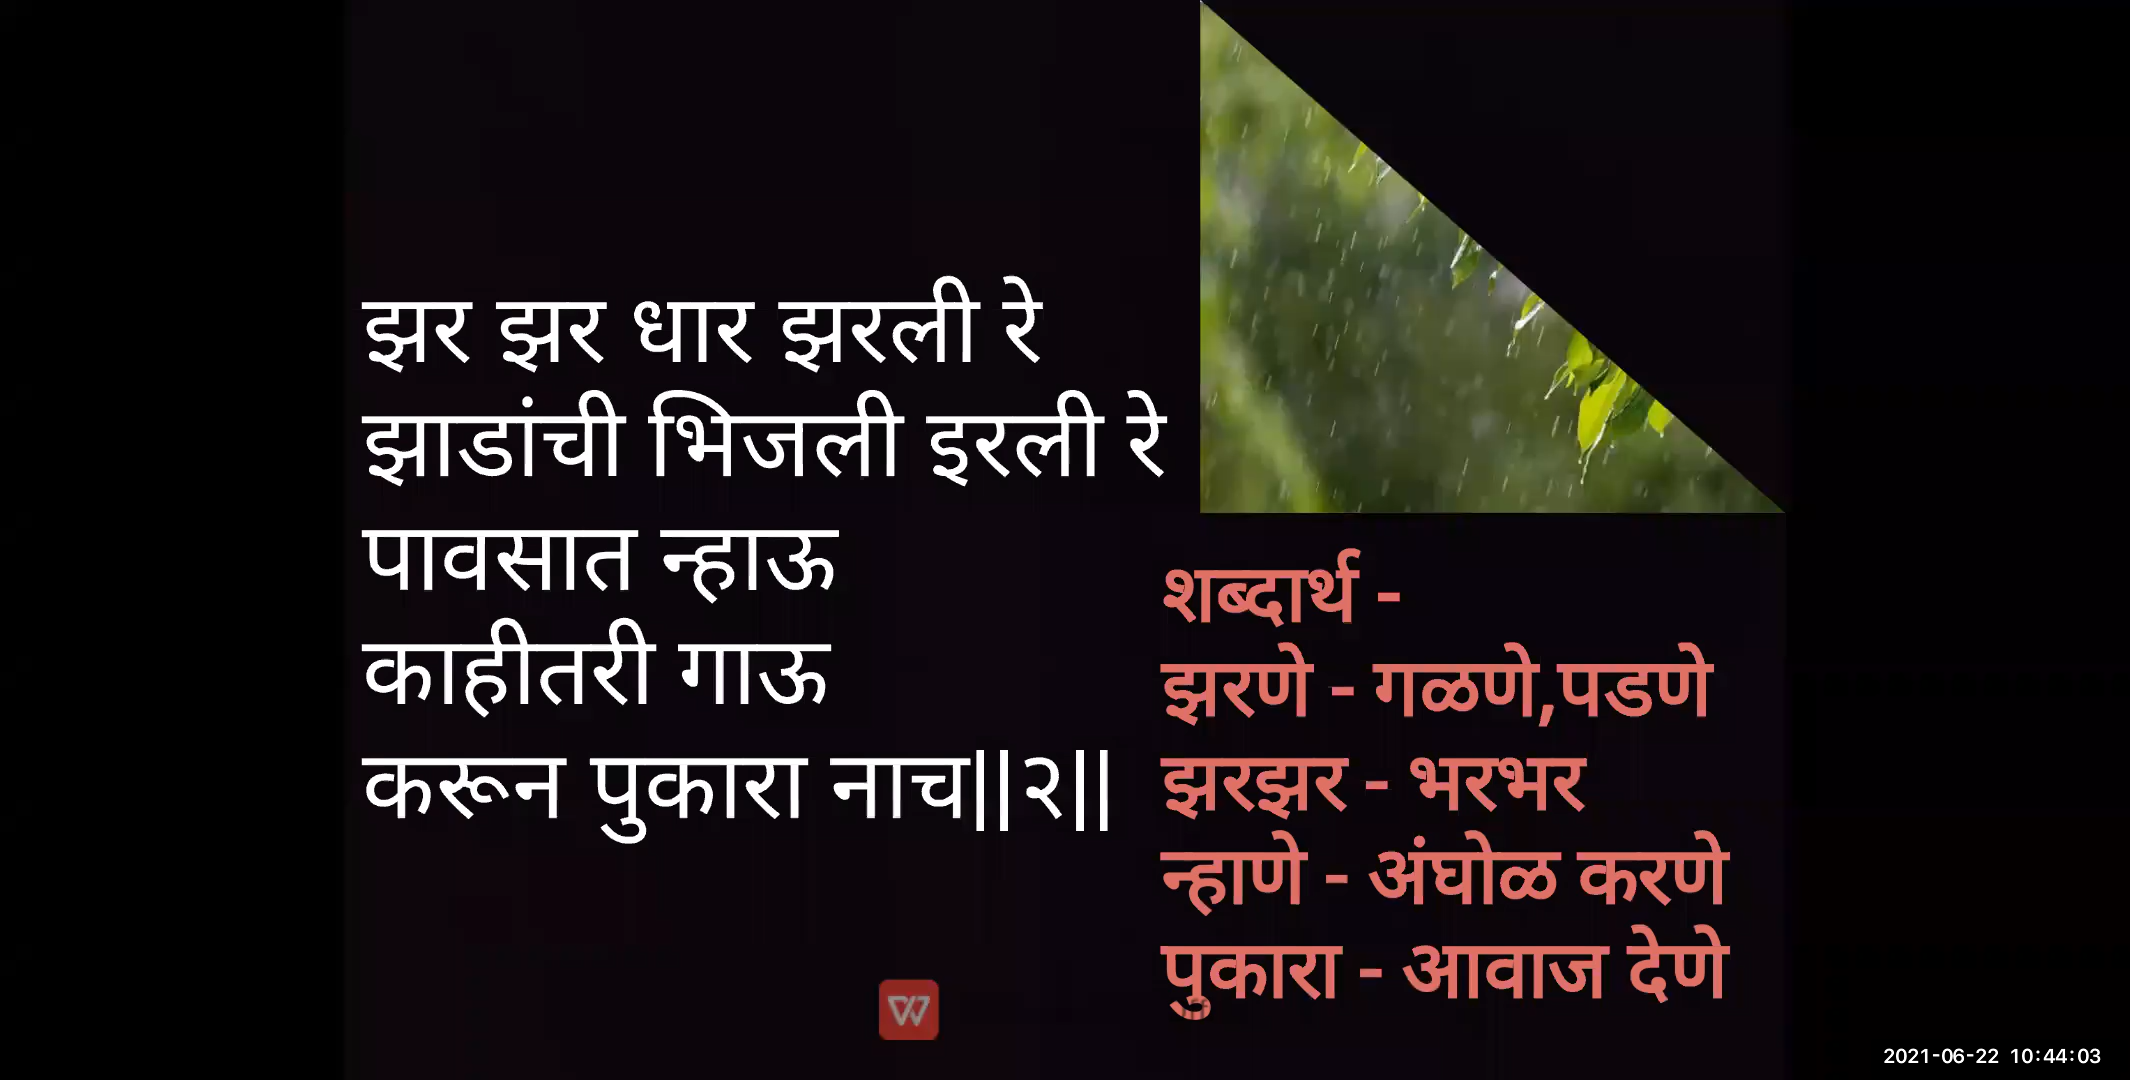 झर झर धार झरली रे
झाडांची भिजली इरली रे
पावसात न्हाऊ
काहीतरी गाऊ
करून पुकारा नाच||२||
शब्दार्थ -
झरणे - गळणे,पडणे
झरझर - भरभर
न्हाणे - अंघोळ करणे
पुकारा - आवाज देणे
2021-06-22 10:44:03